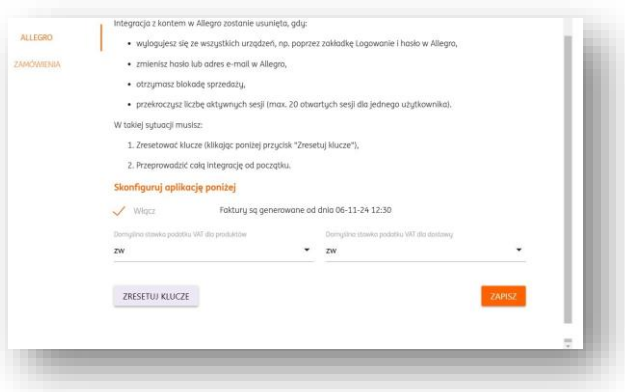 ALLEGRO
ZAMÓWIENIA
Integracja z kontem w Allegro zostanie usunięta, gdy:
• wylogujesz się ze wszystkich urządzeń, np. poprzez zakładkę Logowanie i hasło w Allegro,
• zmienisz hasło lub adres e-mail w Allegro,
• otrzymasz blokadę sprzedaży,
• przekroczysz liczbę aktywnych sesji (max. 20 otwartych sesji dla jednego użytkownika).
W takiej sytuacji musisz:
1. Zresetować klucze (klikając poniżej przycisk "Zresetuj klucze"),
2. Przeprowadzić całą integrację od początku.
Skonfiguruj aplikację poniżej
Włącz Faktury są generowane od dnia 06-11-24 12:30
Domyślna stawka podatku VAT dla produktów Domyślna stawka podatku VAT dla dostawy
zw zw
ZRESETUJ KLUCZE ZAPISZ